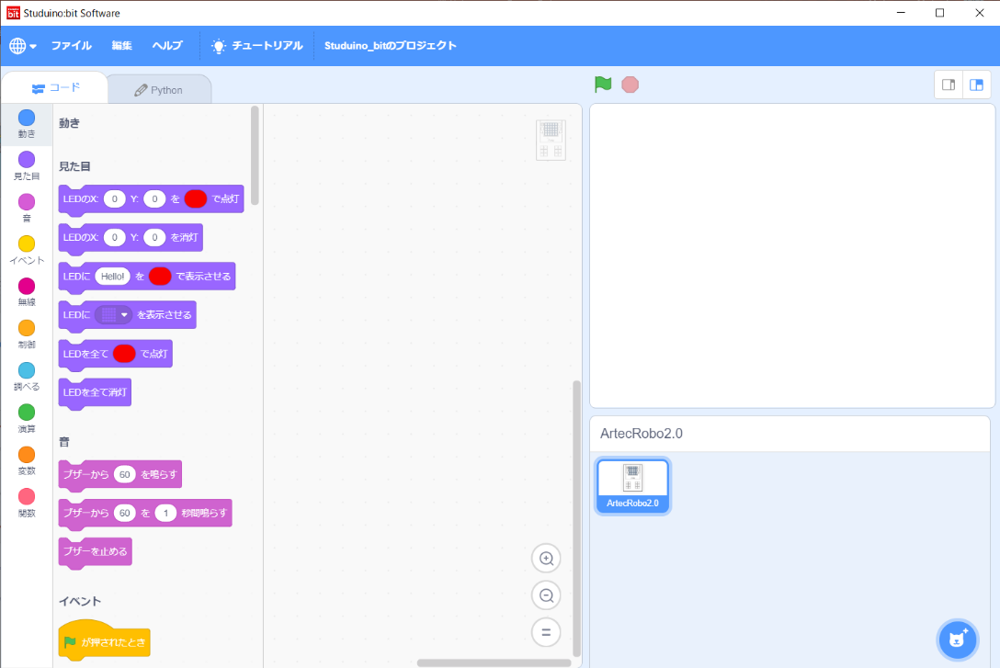 Studuino:bit Software
ファイル 編集 ヘルプ チュートリアル Studuino_bitのプロジェクト
コード Python
動き
見た目
音
イベント
無線
制御
調べる
演算
変数
関数
動き
見た目
LEDのX: 0 Y: 0 を で点灯
LEDのX: 0 Y: 0 を消灯
LEDに Hello! を で表示させる
LEDに を表示させる
LEDを全て で点灯
LEDを全て消灯
音
ブザーから 60 を鳴らす
ブザーから 60 を 1 秒間鳴らす
ブザーを止める
イベント
が押されたとき
ArtecRobo2.0
ArtecRobo2.0